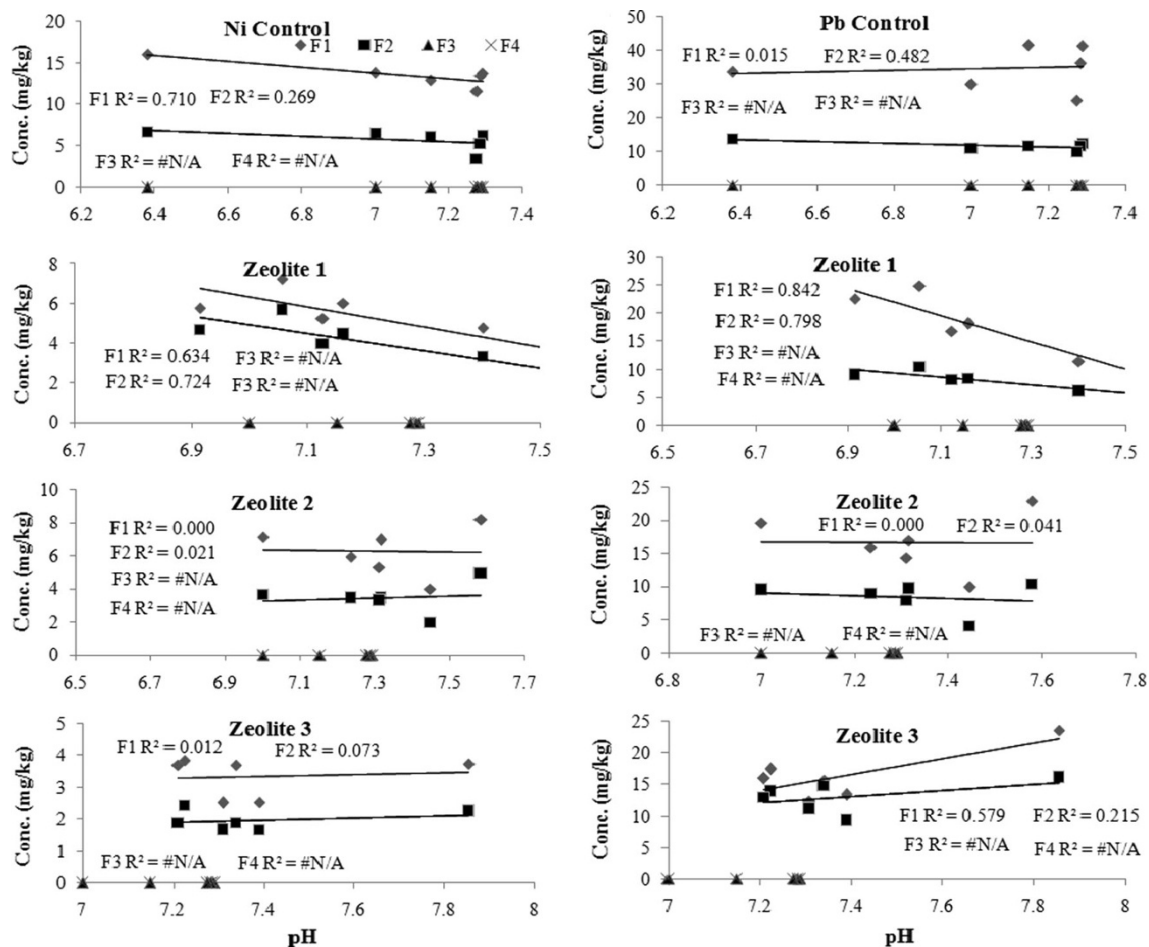 Ni Control
F1 F2 F3 F4
F1 R² = 0.710 F2 R² = 0.269
F3 R² = #N/A F4 R² = #N/A
Conc. (mg/kg)
20
15
10
5
0
6.2 6.4 6.6 6.8 7 7.2 7.4
Pb Control
F1 R² = 0.015 F2 R² = 0.482
F3 R² = #N/A F3 R² = #N/A
Conc. (mg/kg)
50
40
30
20
10
0
6.2 6.4 6.6 6.8 7 7.2 7.4
Zeolite 1
F1 R² = 0.634 F3 R² = #N/A
F2 R² = 0.724 F3 R² = #N/A
Conc. (mg/kg)
8
6
4
2
0
6.7 6.9 7.1 7.3 7.5
Zeolite 1
F1 R² = 0.842
F2 R² = 0.798
F3 R² = #N/A
F4 R² = #N/A
Conc. (mg/kg)
30
25
20
15
10
5
0
6.5 6.7 6.9 7.1 7.3 7.5
Zeolite 2
F1 R² = 0.000
F2 R² = 0.021
F3 R² = #N/A
F4 R² = #N/A
Conc. (mg/kg)
10
8
6
4
2
0
6.5 6.7 6.9 7.1 7.3 7.5 7.7
Zeolite 2
F1 R² = 0.000 F2 R² = 0.041
F3 R² = #N/A F4 R² = #N/A
Conc. (mg/kg)
25
20
15
10
5
0
6.8 7 7.2 7.4 7.6 7.8
Zeolite 3
F1 R² = 0.012 F2 R² = 0.073
F3 R² = #N/A F4 R² = #N/A
Conc. (mg/kg)
5
4
3
2
1
0
7 7.2 7.4 7.6 7.8 8
pH
Zeolite 3
F1 R² = 0.579 F2 R² = 0.215
F3 R² = #N/A F4 R² = #N/A
Conc. (mg/kg)
25
20
15
10
5
0
7 7.2 7.4 7.6 7.8 8
pH